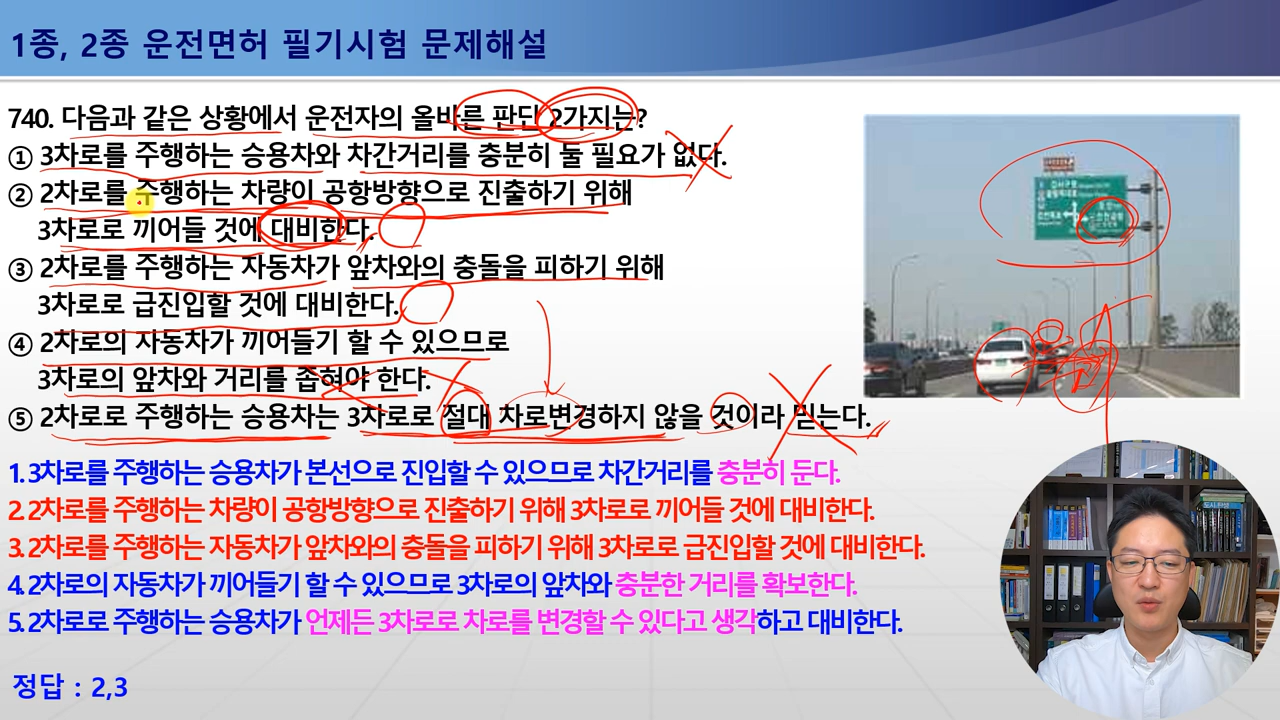 1종, 2종 운전면허 필기시험 문제해설
740. 다음과 같은 상황에서 운전자의 올바른 판단 2가지는?
① 3차로를 주행하는 승용차와 차간거리를 충분히 둘 필요가 없다.
② 2차로를 주행하는 차량이 공항방향으로 진출하기 위해
3차로로 끼어들 것에 대비한다.
③ 2차로를 주행하는 자동차가 앞차와의 충돌을 피하기 위해
3차로로 급진입할 것에 대비한다.
④ 2차로의 자동차가 끼어들기 할 수 있으므로
3차로의 앞차와 거리를 좁혀야 한다.
⑤ 2차로로 주행하는 승용차는 3차로로 절대 차로변경하지 않을 것이라 믿는다.
1. 3차로를 주행하는 승용차가 본선으로 진입할 수 있으므로 차간거리를 충분히 둔다.
2. 2차로를 주행하는 차량이 공항방향으로 진출하기 위해 3차로로 끼어들 것에 대비한다.
3. 2차로를 주행하는 자동차가 앞차와의 충돌을 피하기 위해 3차로로 급진입할 것에 대비한다.
4. 2차로의 자동차가 끼어들기 할 수 있으므로 3차로의 앞차와 충분한 거리를 확보한다.
5. 2차로로 주행하는 승용차가 언제든 3차로로 차로를 변경할 수 있다고 생각하고 대비한다.
정답 : 2,3